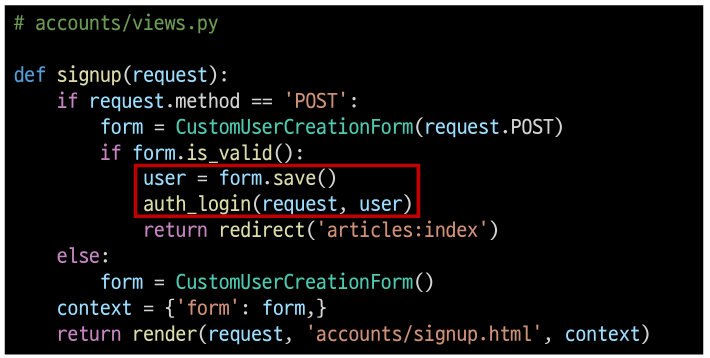 # accounts/views.py
def signup(request):
    if request.method == 'POST':
        form = CustomUserCreationForm(request.POST)
        if form.is_valid():
            user = form.save()
            auth_login(request, user)
            return redirect('articles:index')
    else:
        form = CustomUserCreationForm()
    context = {'form': form,}
    return render(request, 'accounts/signup.html', context)